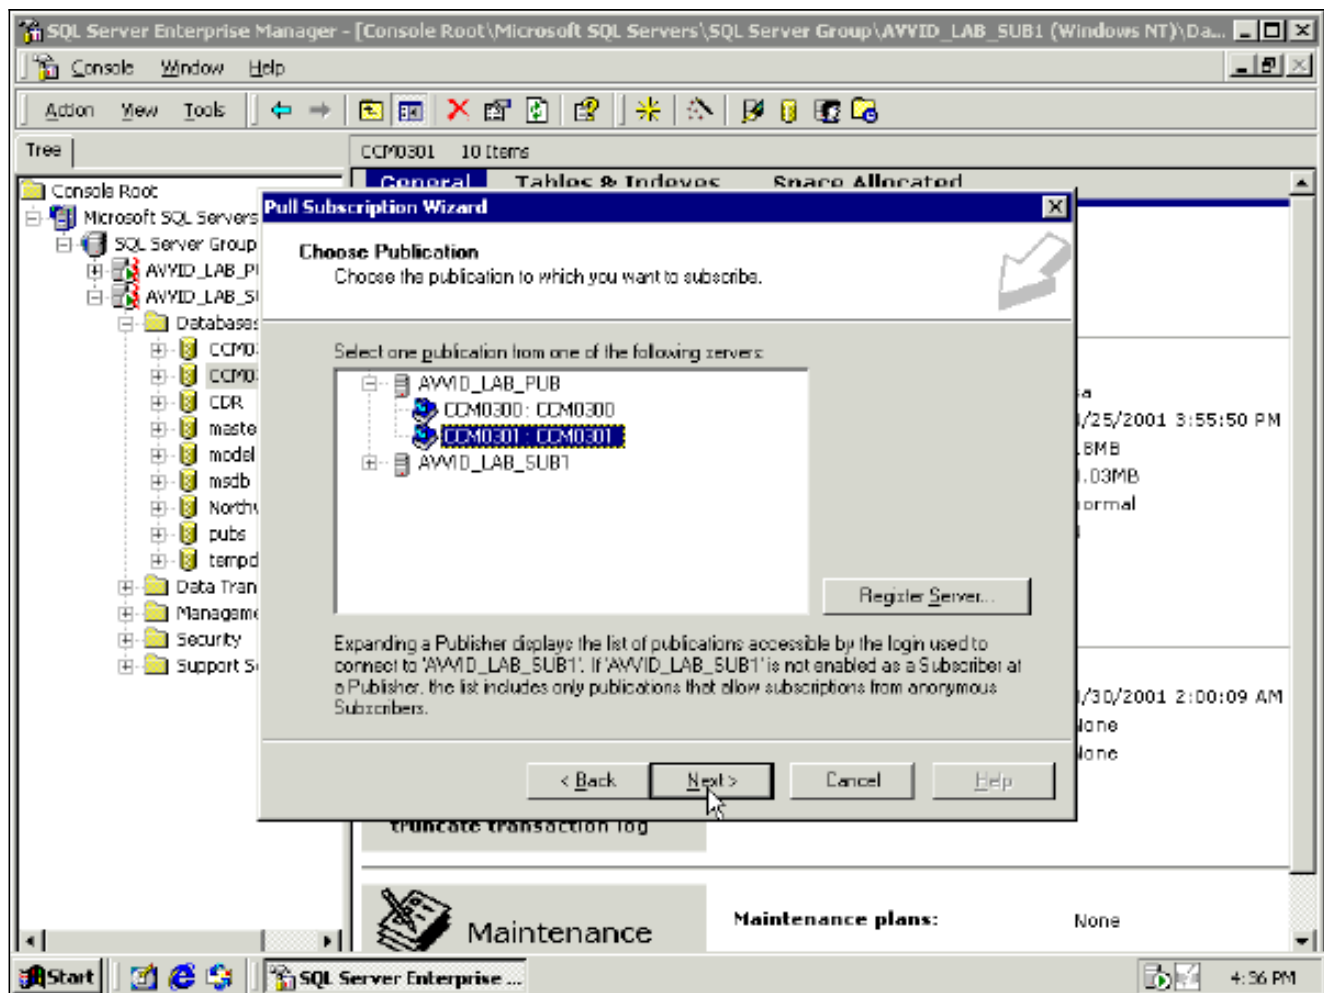 SQL Server Enterprise Manager - [Console Root\Microsoft SQL Servers\SQL Server Group\AVVID_LAB_SUB1 (Windows NT)\Da...
Console Window Help
Action View Tools
Tree
CCM0301 10 Items
General Tables & Indexes Space Allocated
Console Root
Microsoft SQL Servers
SQL Server Group
AVVID_LAB_P
AVVID_LAB_S
Databases
CCM0
CCM0
CDR
maste
model
msdb
North
pubs
tempd
Data Tran
Manageme
Security
Support S
Pull Subscription Wizard
Choose Publication
Choose the publication to which you want to subscribe.
Select one publication from one of the following servers:
AVVID_LAB_PUB
CCM0300 : CCM0300
CCM0301 : CCM0301
AVVID_LAB_SUB1
Register Server...
Expanding a Publisher displays the list of publications accessible by the login used to
connect to 'AVVID_LAB_SUB1'. If 'AVVID_LAB_SUB1' is not enabled as a Subscriber at
a Publisher, the list includes only publications that allow subscriptions from anonymous
Subscribers.
< Back Next > Cancel Help
a
/25/2001 3:55:50 PM
.8MB
.03MB
ormal
/30/2001 2:00:09 AM
None
None
truncate transaction log
Maintenance
Maintenance plans: None
Start
SQL Server Enterprise ...
4:36 PM